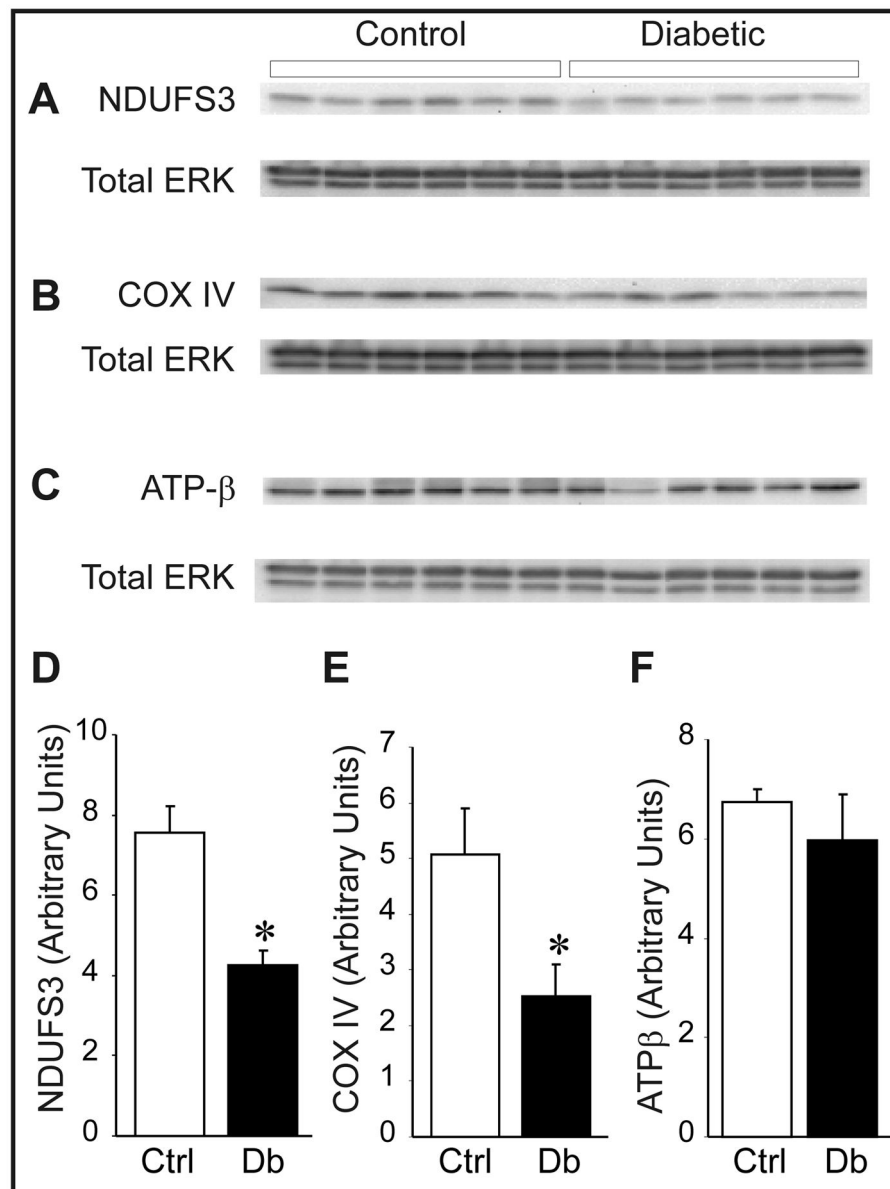 Control
Diabetic
A
NDUFS3
Total ERK
B
COX IV
Total ERK
C
ATP-β
Total ERK
D
NDUFS3 (Arbitrary Units)
10
8
6
4
2
0
*
Ctrl Db
E
COX IV (Arbitrary Units)
7
6
5
4
3
2
1
0
*
Ctrl Db
F
ATPβ (Arbitrary Units)
8
6
6
2
0
Ctrl Db